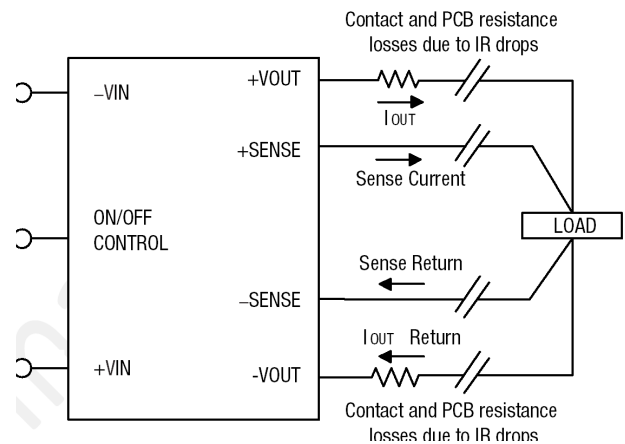 Contact and PCB resistance
losses due to IR drops
+VOUT
–VIN
IOUT
+SENSE
Sense Current
ON/OFF
CONTROL
LOAD
Sense Return
–SENSE
IOUT Return
+VIN
-VOUT
Contact and PCB resistance
losses due to IR drops